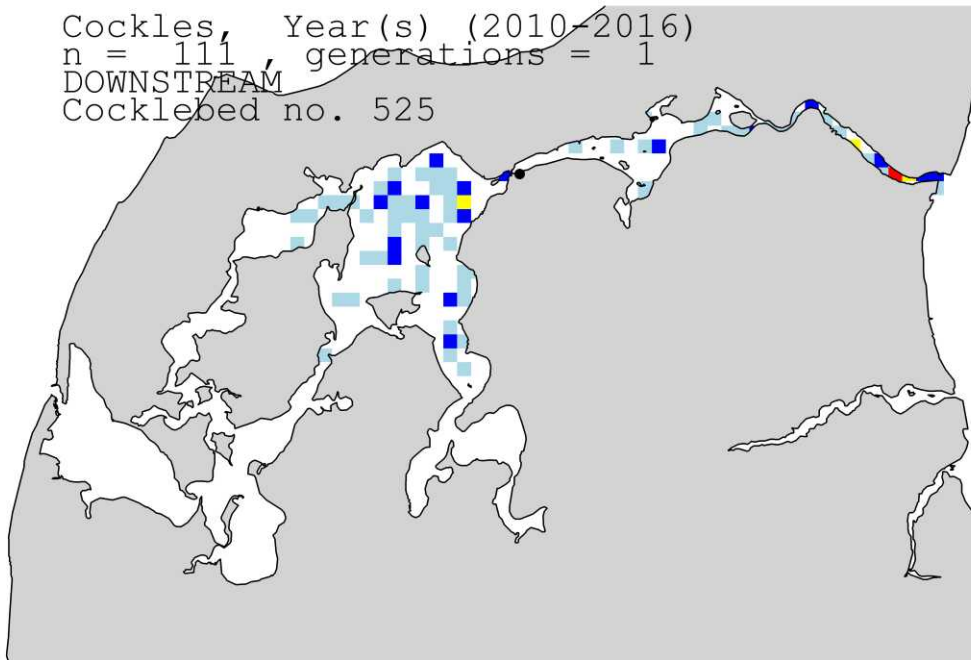 Cockles, Year(s) (2010-2016)
n = 111 , generations = 1
DOWNSTREAM
Cocklebed no. 525